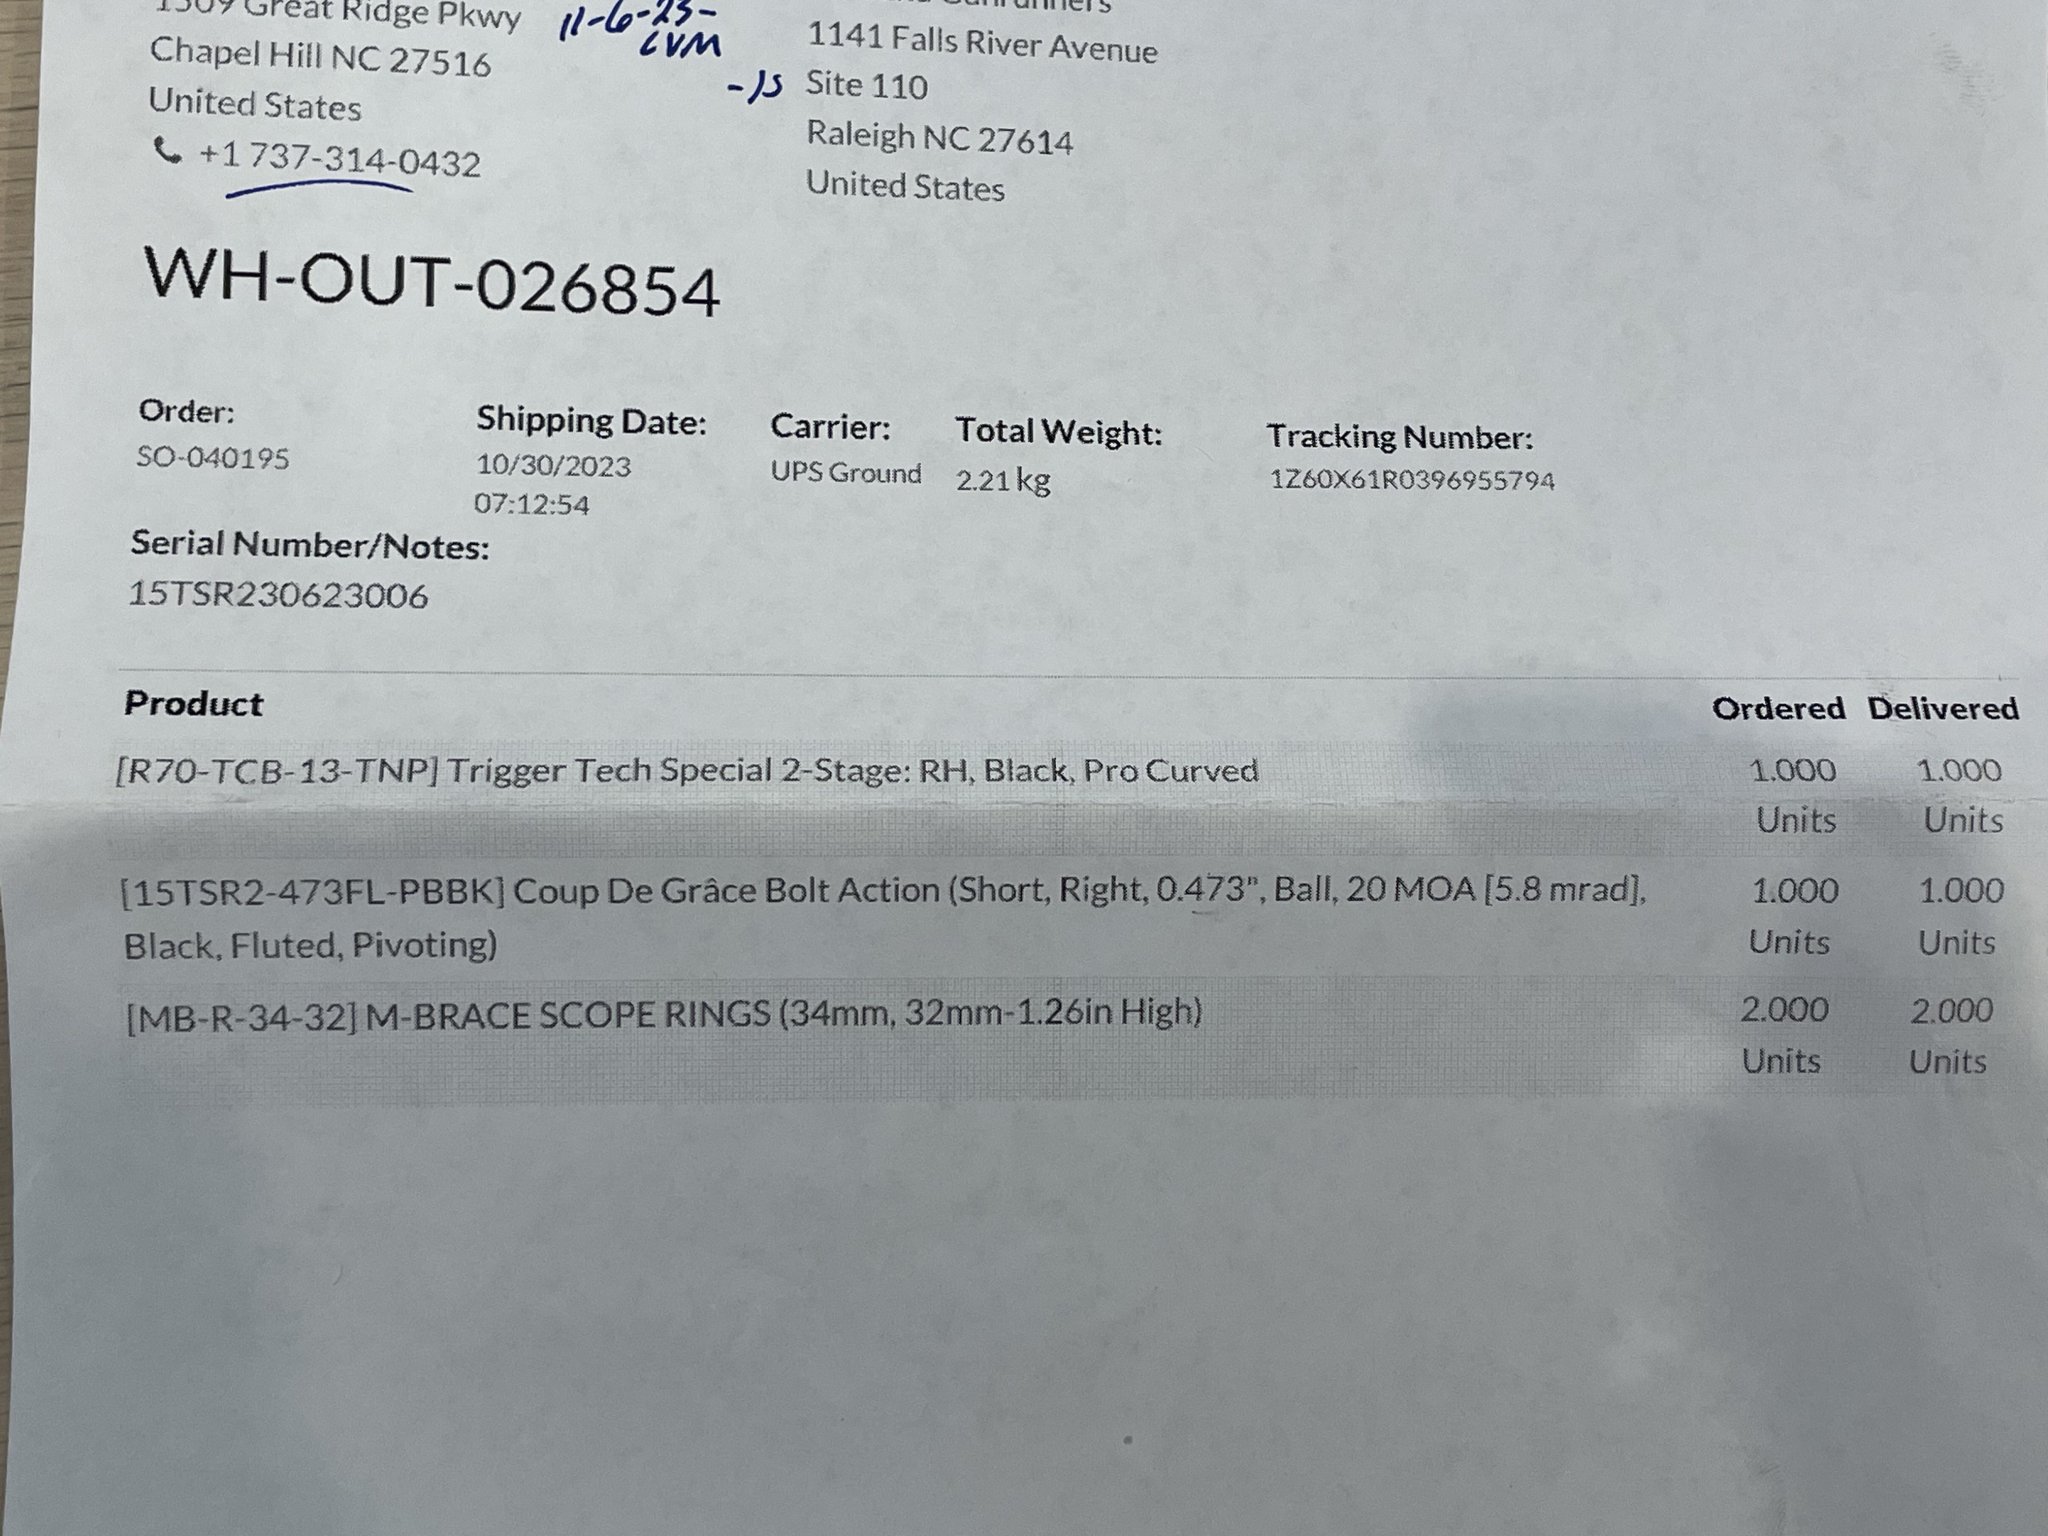 Great Ridge Pkwy
Chapel Hill NC 27516
United States
+1 737-314-0432
11-6-23-
LVM
-JS
1141 Falls River Avenue
Site 110
Raleigh NC 27614
United States
WH-OUT-026854
Order:
SO-040195
Shipping Date:
10/30/2023
07:12:54
Carrier:
UPS Ground
Total Weight:
2.21 kg
Tracking Number:
1Z60X61R0396955794
Serial Number/Notes:
15TSR230623006
Product Ordered Delivered
[R70-TCB-13-TNP] Trigger Tech Special 2-Stage: RH, Black, Pro Curved 1.000 1.000
Units Units
[15TSR2-473FL-PBBK] Coup De Grâce Bolt Action (Short, Right, 0.473", Ball, 20 MOA [5.8 mrad], 1.000 1.000
Black, Fluted, Pivoting) Units Units
[MB-R-34-32] M-BRACE SCOPE RINGS (34mm, 32mm-1.26in High) 2.000 2.000
Units Units